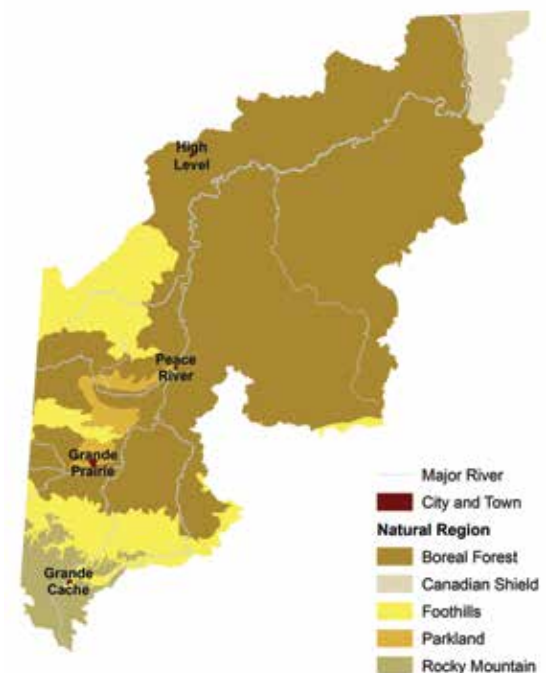 High
Level
Peace
River
Grande
Prairie
Grande
Cache
Major River
City and Town
Natural Region
Boreal Forest
Canadian Shield
Foothills
Parkland
Rocky Mountain